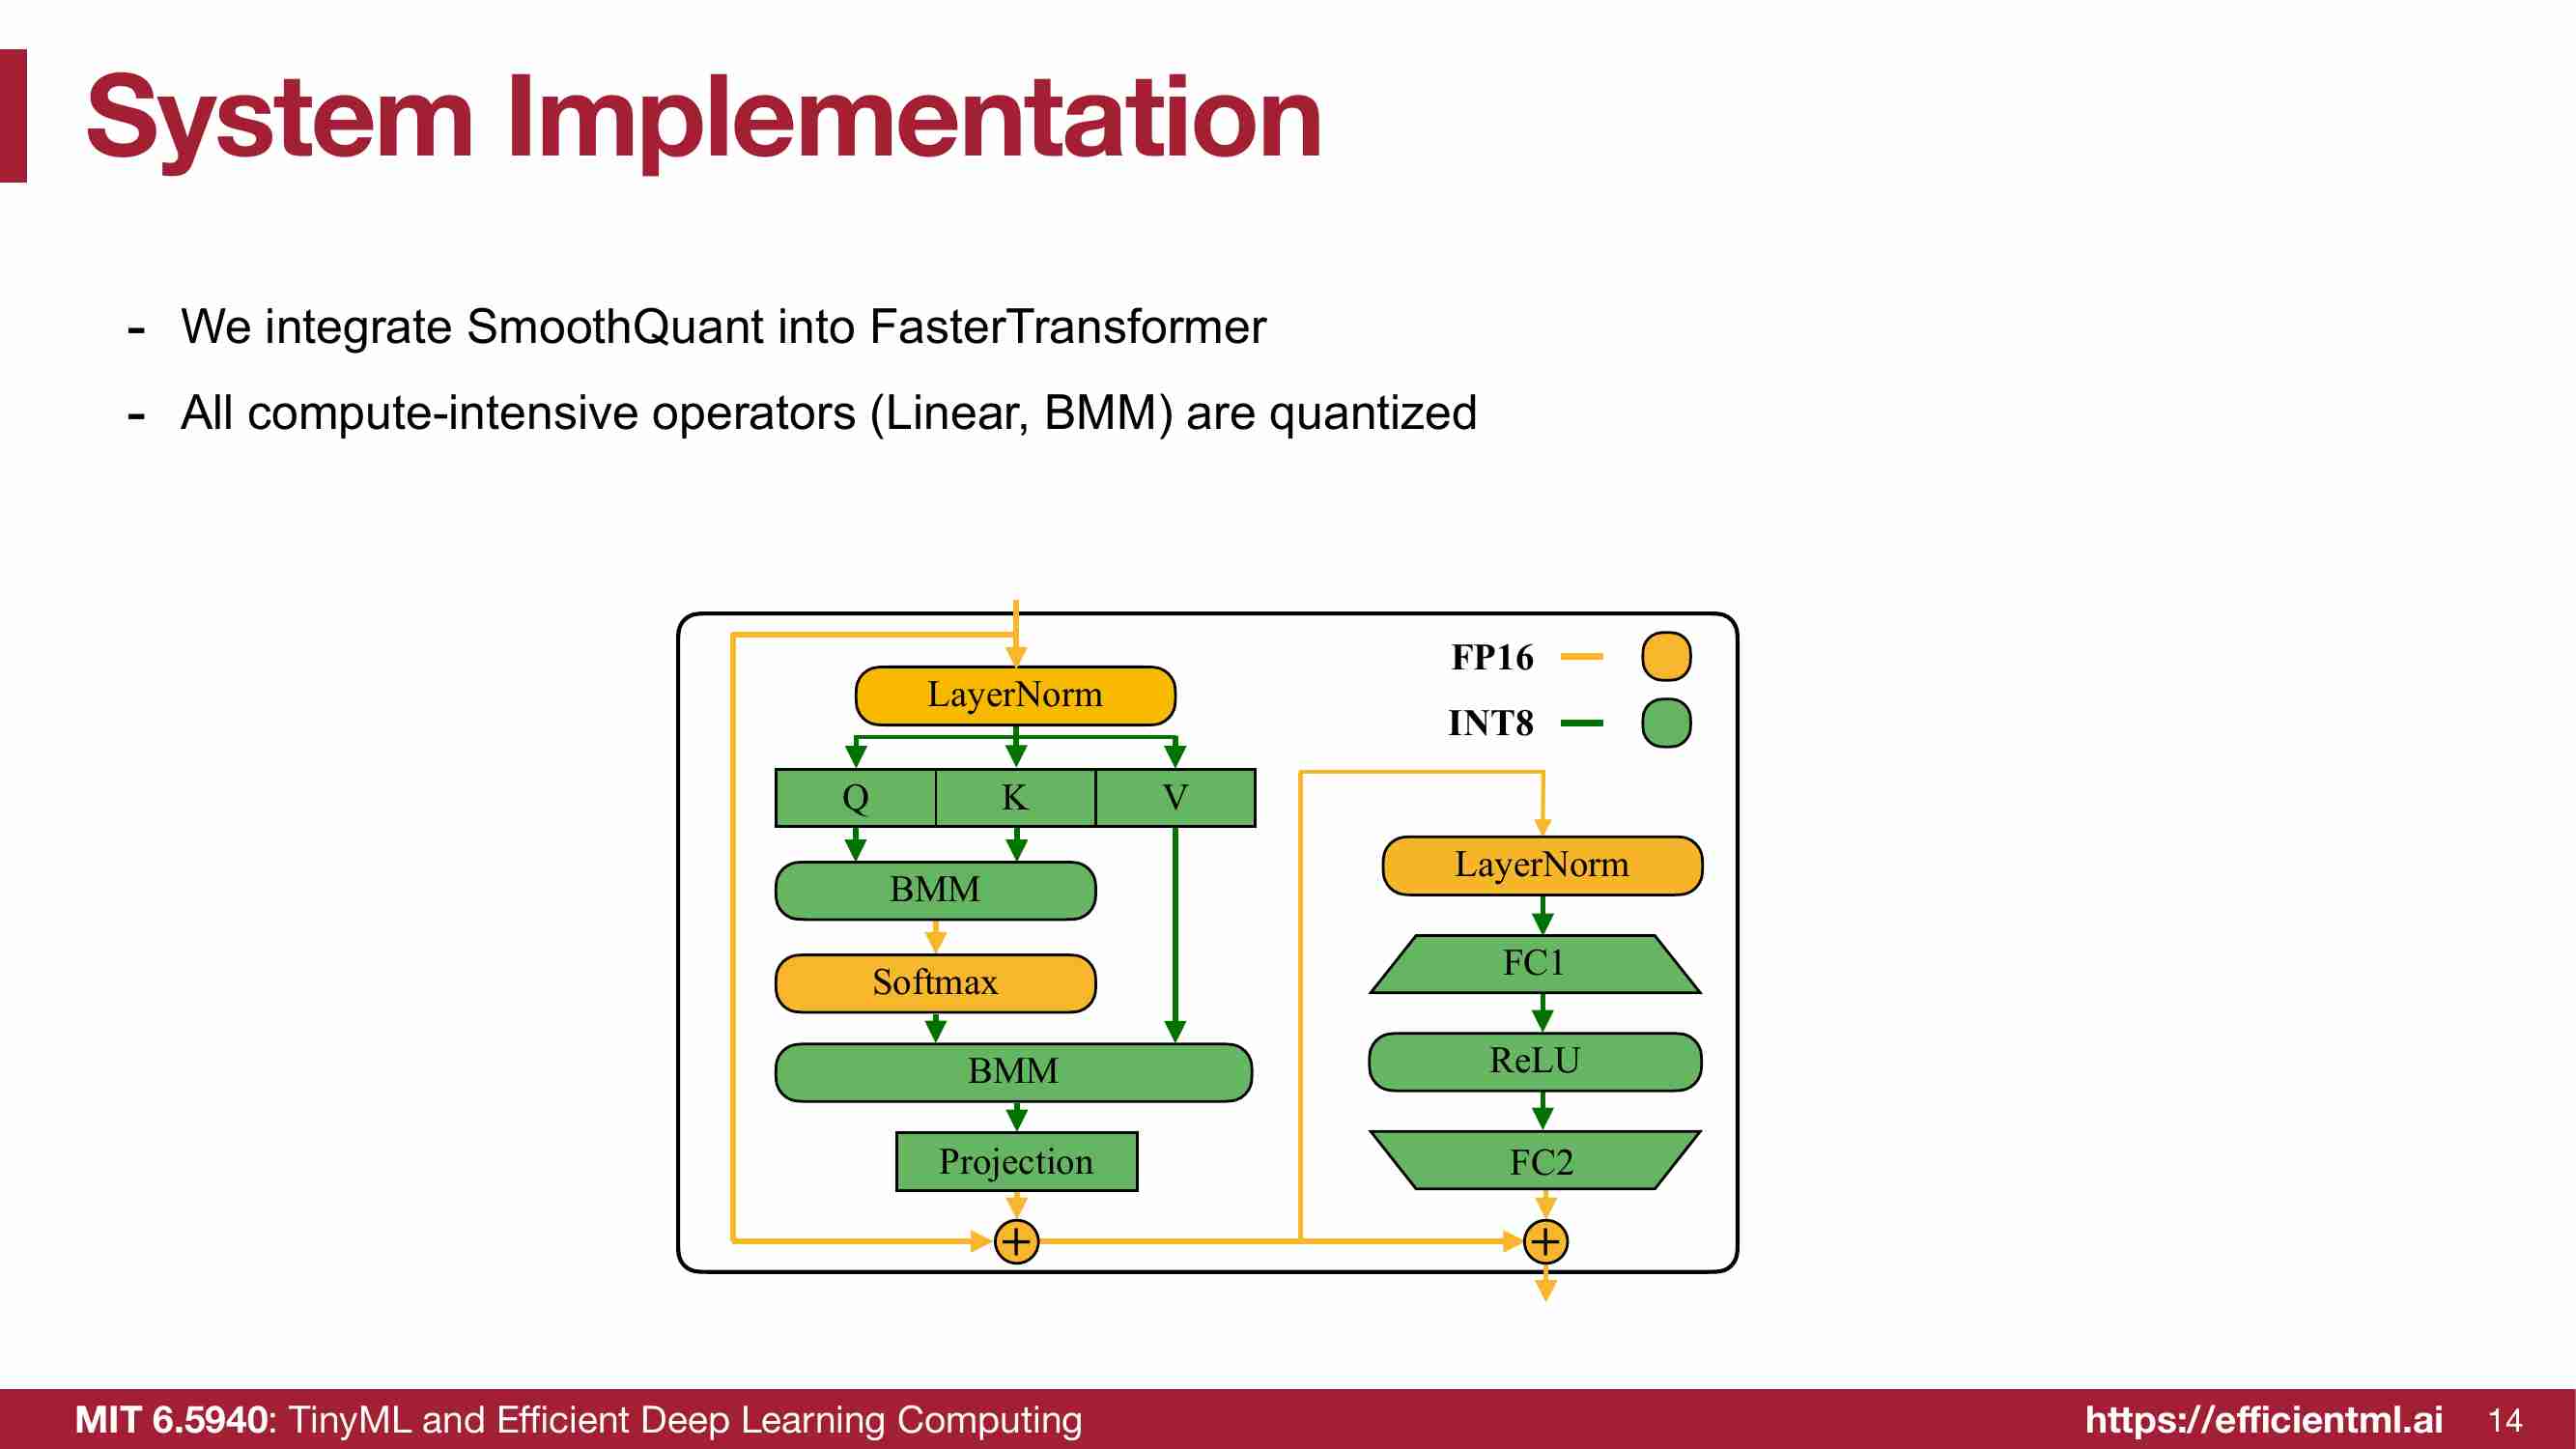 System Implementation
- We integrate SmoothQuant into FasterTransformer
- All compute-intensive operators (Linear, BMM) are quantized
FP16
INT8
LayerNorm
Q K V
BMM
Softmax
BMM
Projection
+
LayerNorm
FC1
ReLU
FC2
+
MIT 6.5940: TinyML and Efficient Deep Learning Computing
https://efficientml.ai 14